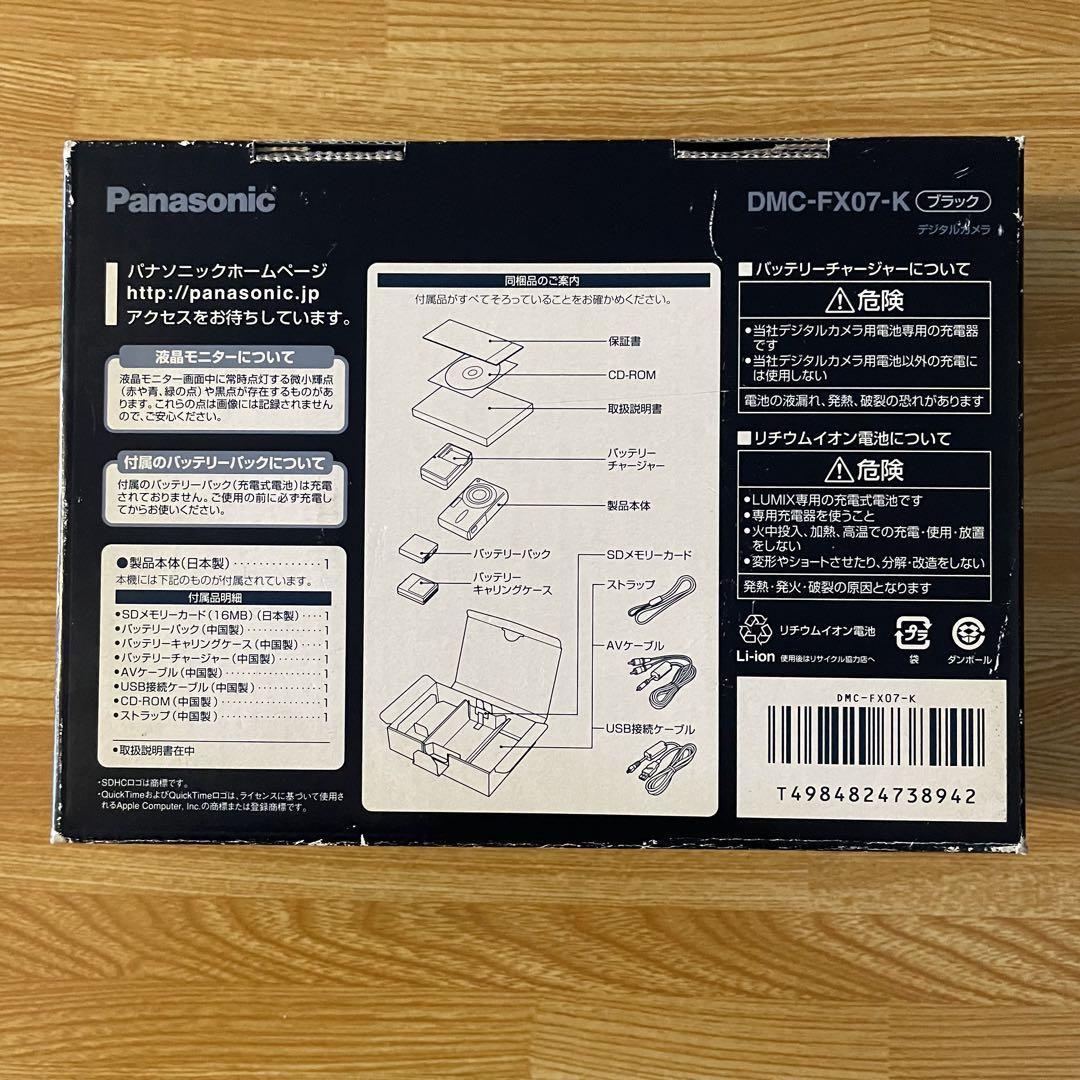 Panasonic
DMC-FX07-K ブラック
デジタルカメラ
パナソニックホームページ
http://panasonic.jp
アクセスをお待ちしています。
液晶モニターについて
液晶モニター画面中に常時点灯する微小輝点
(赤や青、緑の点)や黒点が存在するものがあ
ります。これらの点は画像には記録されません
ので、ご安心ください。
付属のバッテリーパックについて
付属のバッテリーパック(充電式電池)は充電
されておりません。ご使用の前に必ず充電し
てからお使いください。
●製品本体(日本製) ・・・・・・・・・・・・・ 1
本機には下記のものが付属されています。
付属品明細
●SDメモリーカード(16MB)(日本製)・・・・1
●バッテリーパック(中国製)・・・・・・・・・・・・・1
●バッテリーキャリングケース(中国製)・・・・1
●バッテリーチャージャー(中国製)・・・・・・・・1
●AVケーブル(中国製)・・・・・・・・・・・・・・・・1
●USB接続ケーブル(中国製)・・・・・・・・・・・1
●CD-ROM(中国製)・・・・・・・・・・・・・・・・・1
●ストラップ(中国製)・・・・・・・・・・・・・・・・・1
●取扱説明書在中
・SDHCロゴは商標です。
・QuickTimeおよびQuickTimeロゴは、ライセンスに基づいて使用さ
れるApple Computer, Inc.の商標または登録商標です。
同梱品のご案内
付属品がすべてそろっていることをお確かめください。
保証書
CD-ROM
取扱説明書
バッテリー
チャージャー
製品本体
バッテリーパック
バッテリー
キャリングケース
SDメモリーカード
ストラップ
AVケーブル
USB接続ケーブル
■バッテリーチャージャーについて
危険
●当社デジタルカメラ用電池専用の充電器
です
●当社デジタルカメラ用電池以外の充電に
は使用しない
電池の液漏れ、発熱、破裂の恐れがあります
■リチウムイオン電池について
危険
●LUMIX専用の充電式電池です
●専用充電器を使うこと
●火中投入、加熱、高温での充電・使用・放置
をしない
●変形やショートさせたり、分解・改造をしない
発熱・発火・破裂の原因となります
リチウムイオン電池
Li-ion 使用後はリサイクル協力店へ
プラ
袋
ダンボール
DMC-FX07-K
T4984824738942